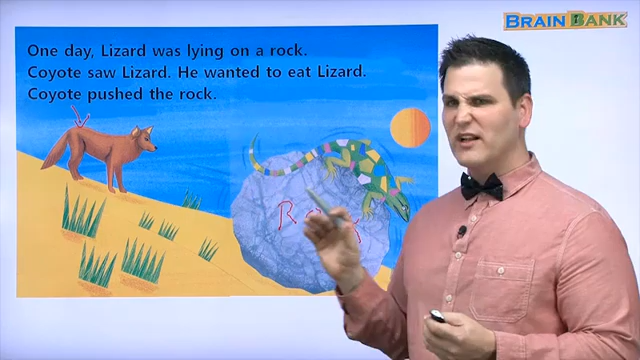 BRAIN BANK
One day, Lizard was lying on a rock.
Coyote saw Lizard. He wanted to eat Lizard.
Coyote pushed the rock.